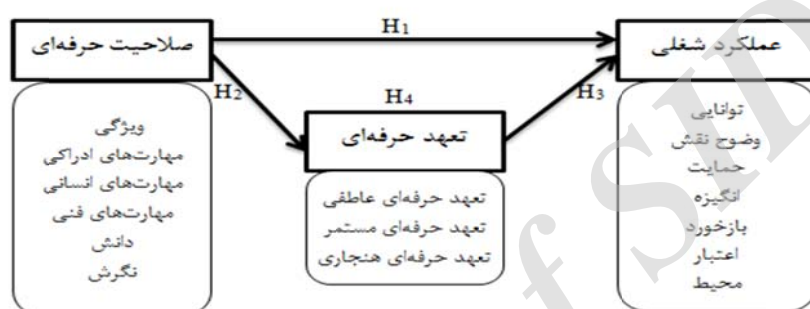 H1
صلاحیت حرفه‌ای
عملکرد شغلی
H2
H4
H3
تعهد حرفه‌ای
ویژگی
مهارت‌های ادراکی
مهارت‌های انسانی
مهارت‌های فنی
دانش
نگرش
تعهد حرفه‌ای عاطفی
تعهد حرفه‌ای مستمر
تعهد حرفه‌ای هنجاری
توانایی
وضوح نقش
حمایت
انگیزه
بازخورد
اعتبار
محیط
f SID